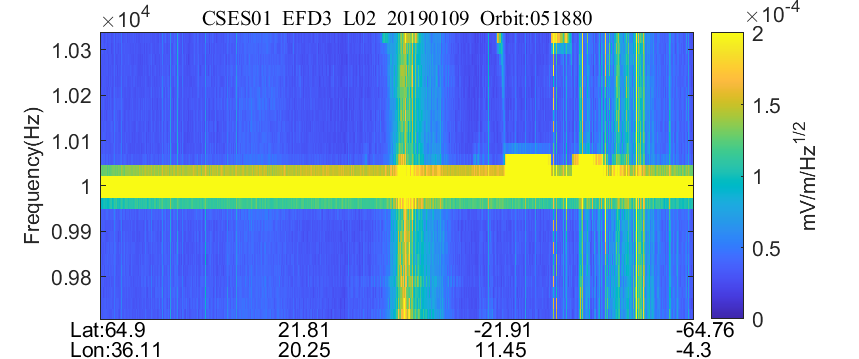 CSES01 EFD3 L02 20190109 Orbit:051880
×10⁴
×10⁻⁴
1.03
1.02
1.01
1
0.99
0.98
Frequency(Hz)
2
1.5
1
0.5
0
mV/m/Hz^1/2
Lat:64.9 21.81 -21.91 -64.76
Lon:36.11 20.25 11.45 -4.3